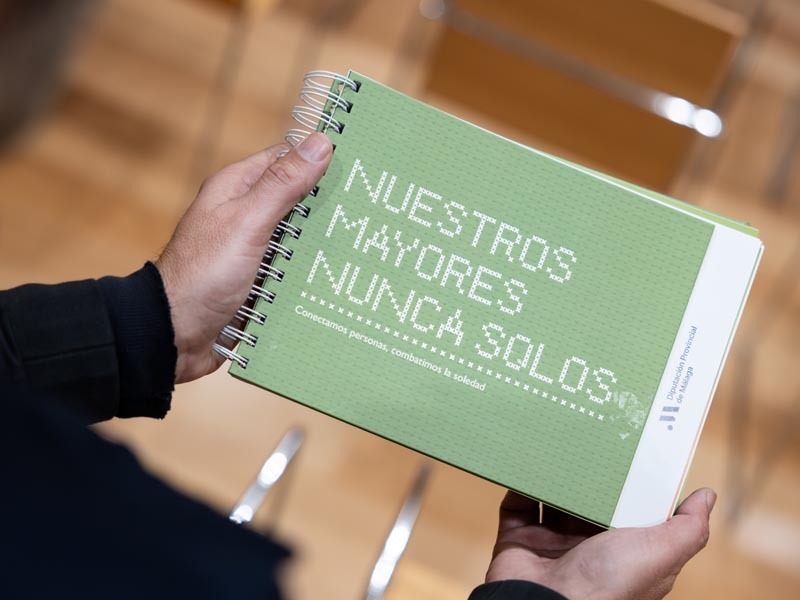 NUESTROS
MAYORES
NUNCA SOLOS
Conectamos personas, combatimos la soledad
Diputación Provincial
de Málaga